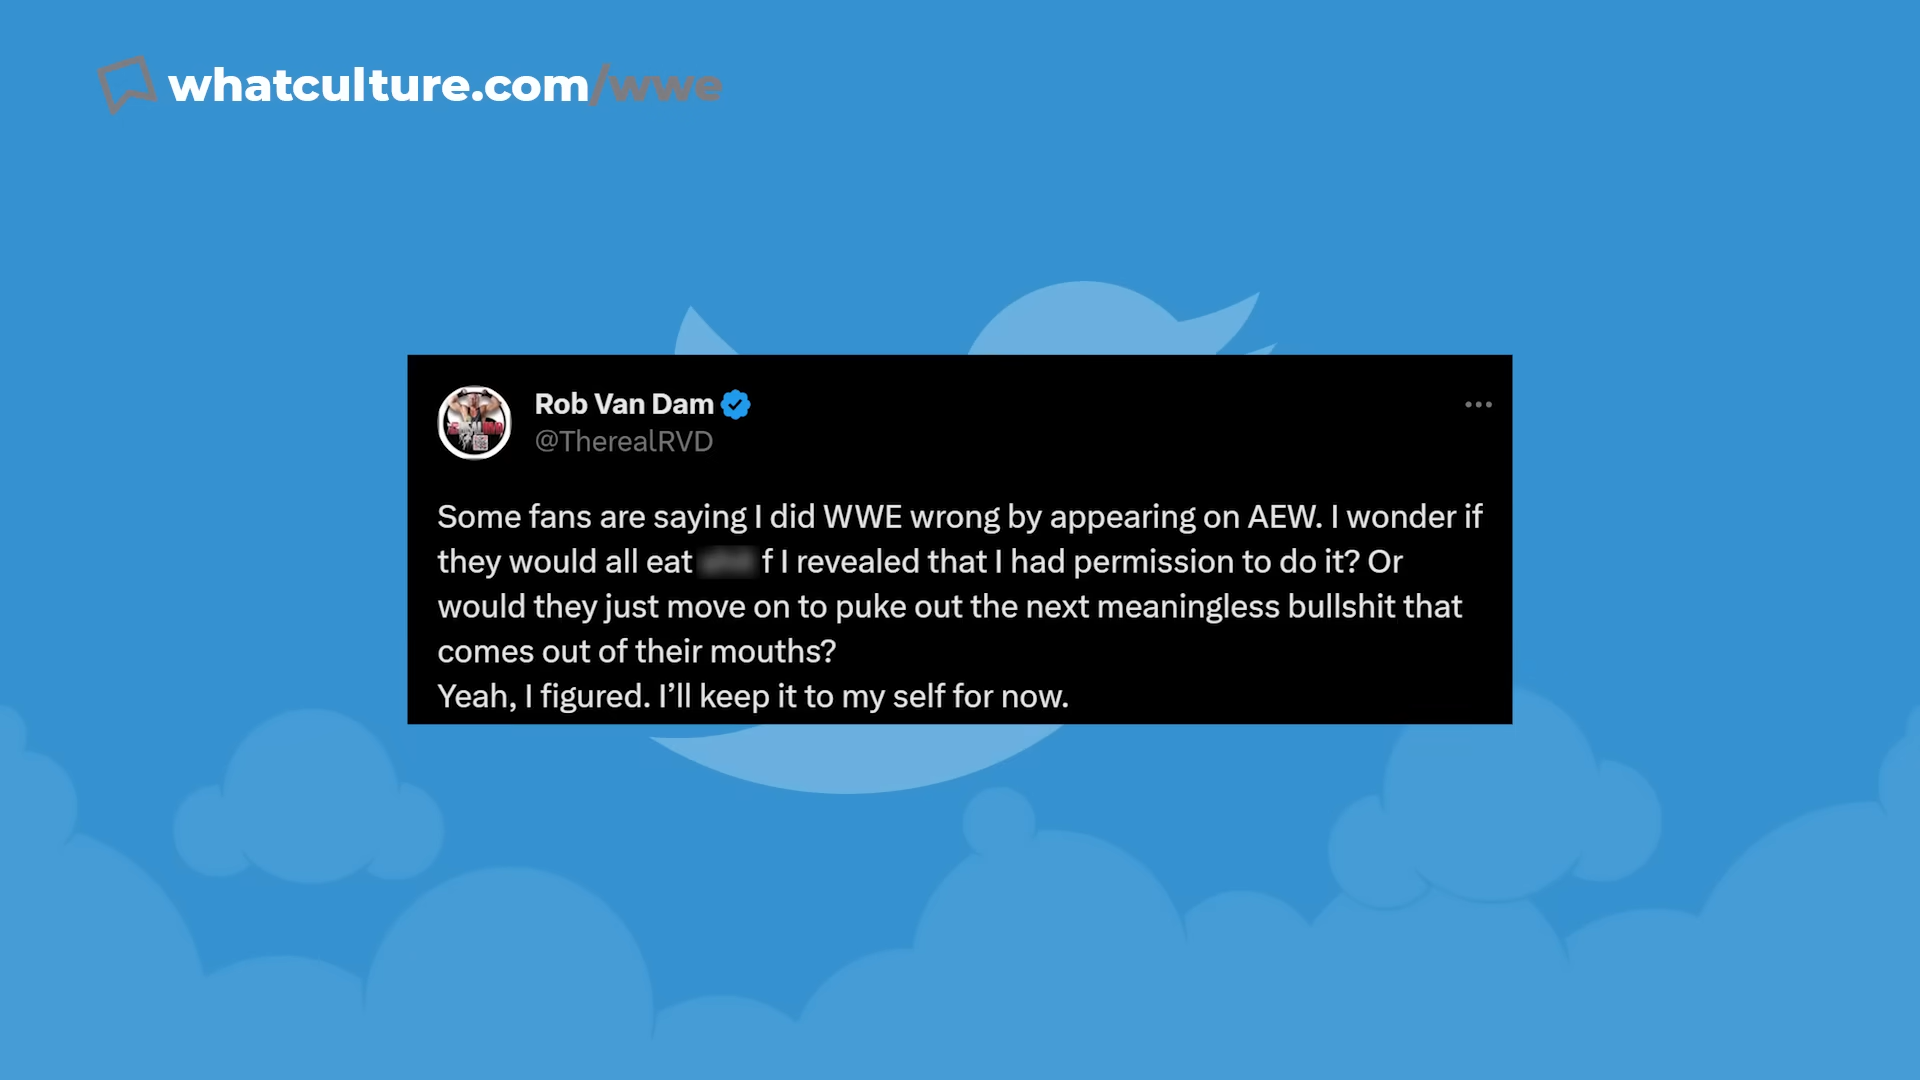 whatculture.com/wwe
Rob Van Dam
@TherealRVD
Some fans are saying I did WWE wrong by appearing on AEW. I wonder if
they would all eat f I revealed that I had permission to do it? Or
would they just move on to puke out the next meaningless bullshit that
comes out of their mouths?
Yeah, I figured. I’ll keep it to my self for now.